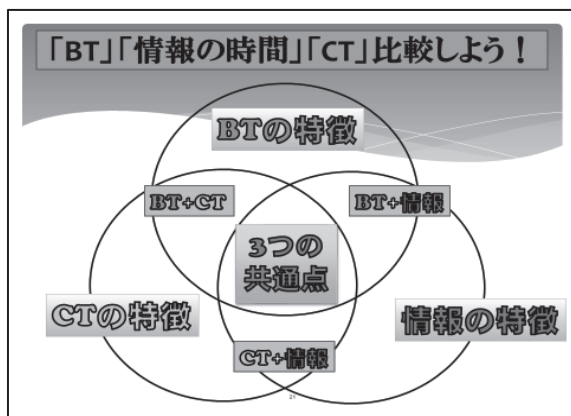 「BT」「情報の時間」「CT」比較しよう！
BTの特徴
BT+CT
BT+情報
3つの
共通点
CTの特徴
情報の特徴
CT+情報
21